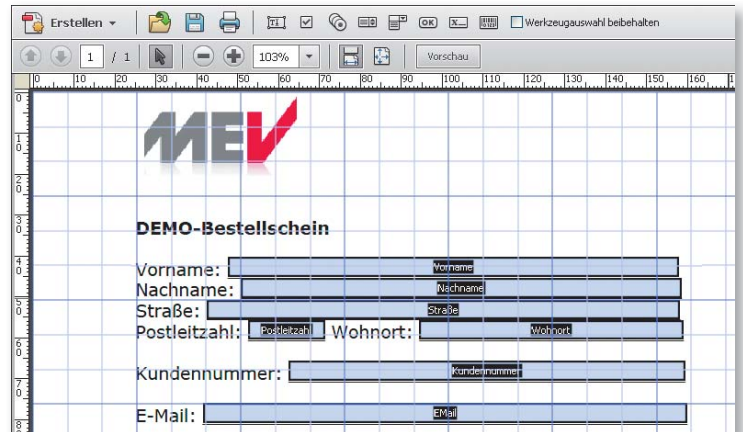 Erstellen OK Werkzeugauswahl beibehalten
1 / 1 103% Vorschau
0 10 20 30 40 50 60 70 80 90 100 110 120 130 140 150 160
MEV
DEMO-Bestellschein
Vorname: Vorname
Nachname: Nachname
Straße: Straße
Postleitzahl: Postleitzahl Wohnort: Wohnort
Kundennummer: Kundennummer
E-Mail: EMail